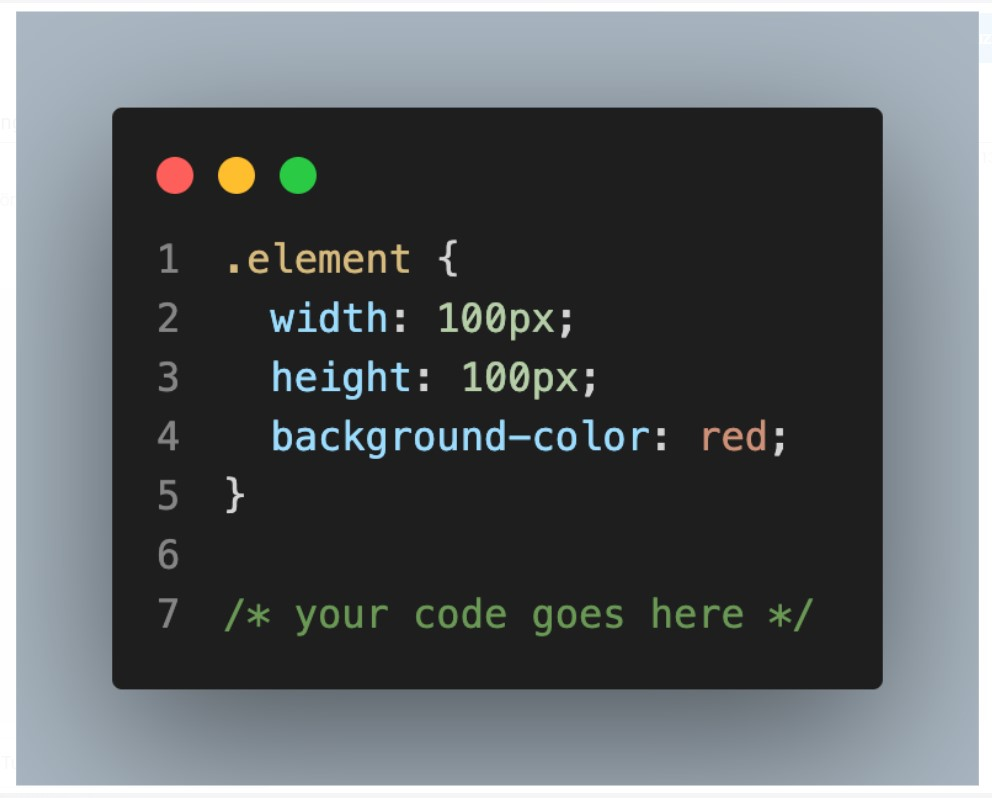 1 .element {
2   width: 100px;
3   height: 100px;
4   background-color: red;
5 }
6
7 /* your code goes here */